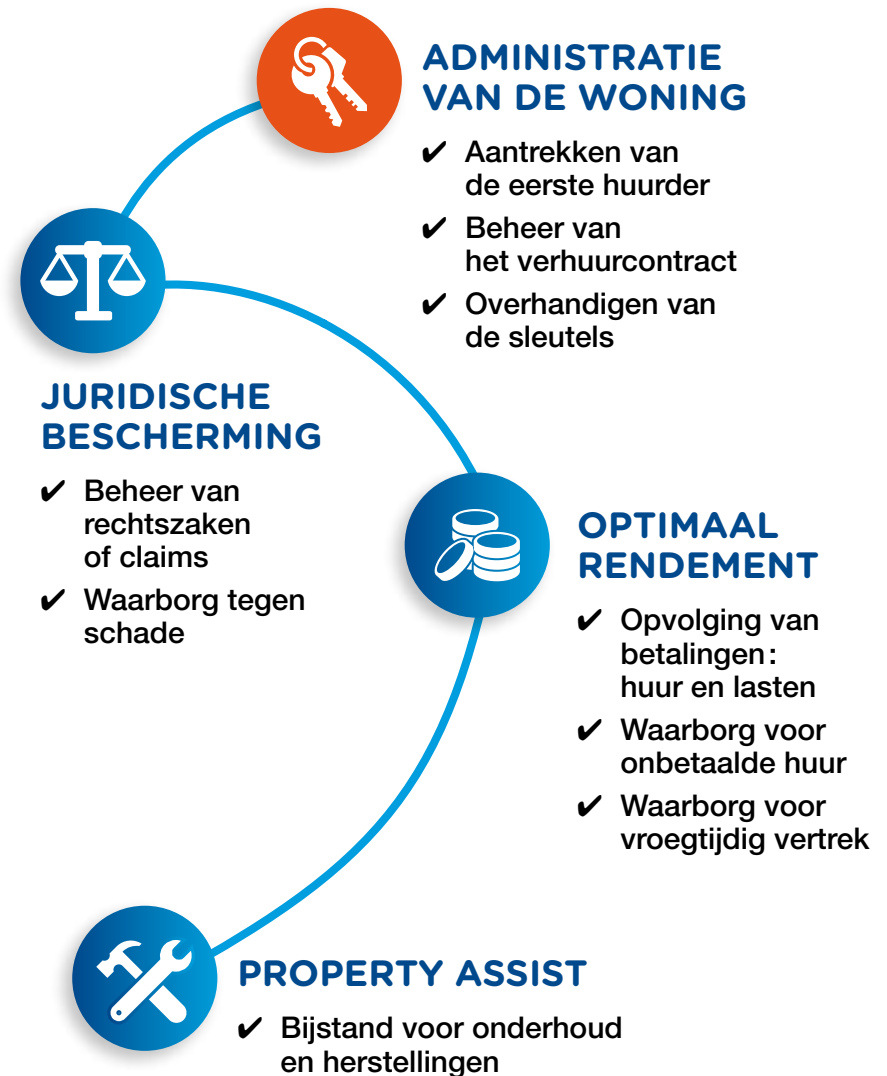 ADMINISTRATIE
VAN DE WONING
✔ Aantrekken van
de eerste huurder
✔ Beheer van
het verhuurcontract
✔ Overhandigen van
de sleutels
JURIDISCHE
BESCHERMING
✔ Beheer van
rechtszaken
of claims
✔ Waarborg tegen
schade
OPTIMAAL
RENDEMENT
✔ Opvolging van
betalingen:
huur en lasten
✔ Waarborg voor
onbetaalde huur
✔ Waarborg voor
vroegtijdig vertrek
PROPERTY ASSIST
✔ Bijstand voor onderhoud
en herstellingen